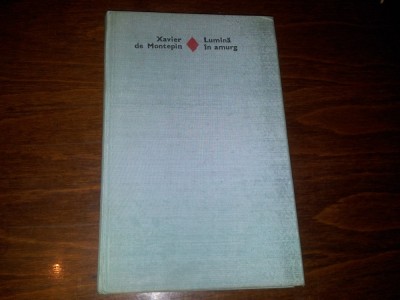 Xavier
de Montepin
Lumină
în amurg